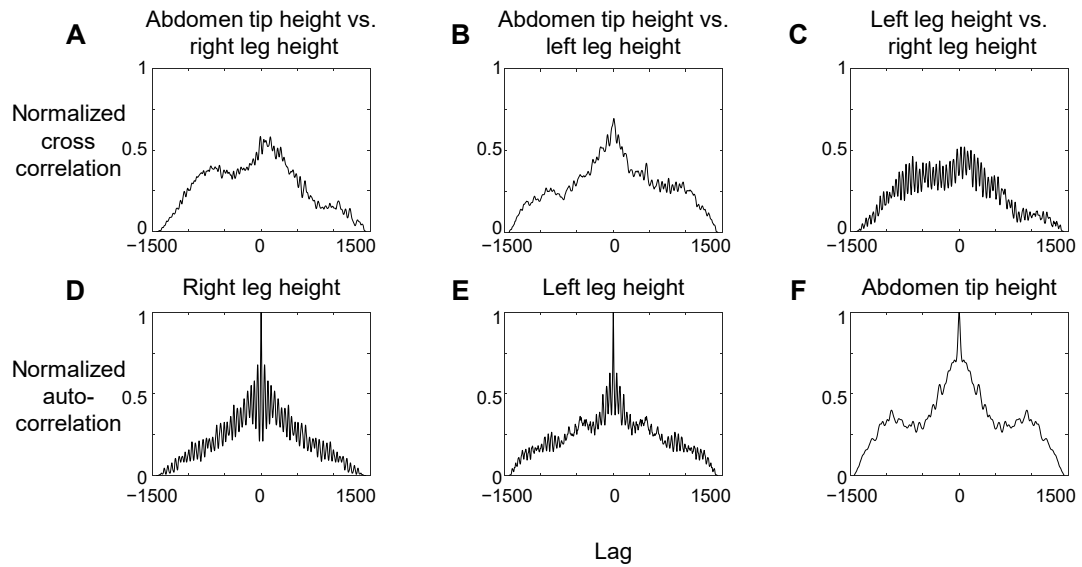 A
Abdomen tip height vs.
right leg height
B
Abdomen tip height vs.
left leg height
C
Left leg height vs.
right leg height
Normalized
cross
correlation
1
0.5
0
−1500 0 1500
1
0.5
0
−1500 0 1500
1
0.5
0
−1500 0 1500
D
Right leg height
E
Left leg height
F
Abdomen tip height
Normalized
auto-
correlation
1
0.5
0
−1500 0 1500
1
0.5
0
−1500 0 1500
1
0.5
0
−1500 0 1500
Lag